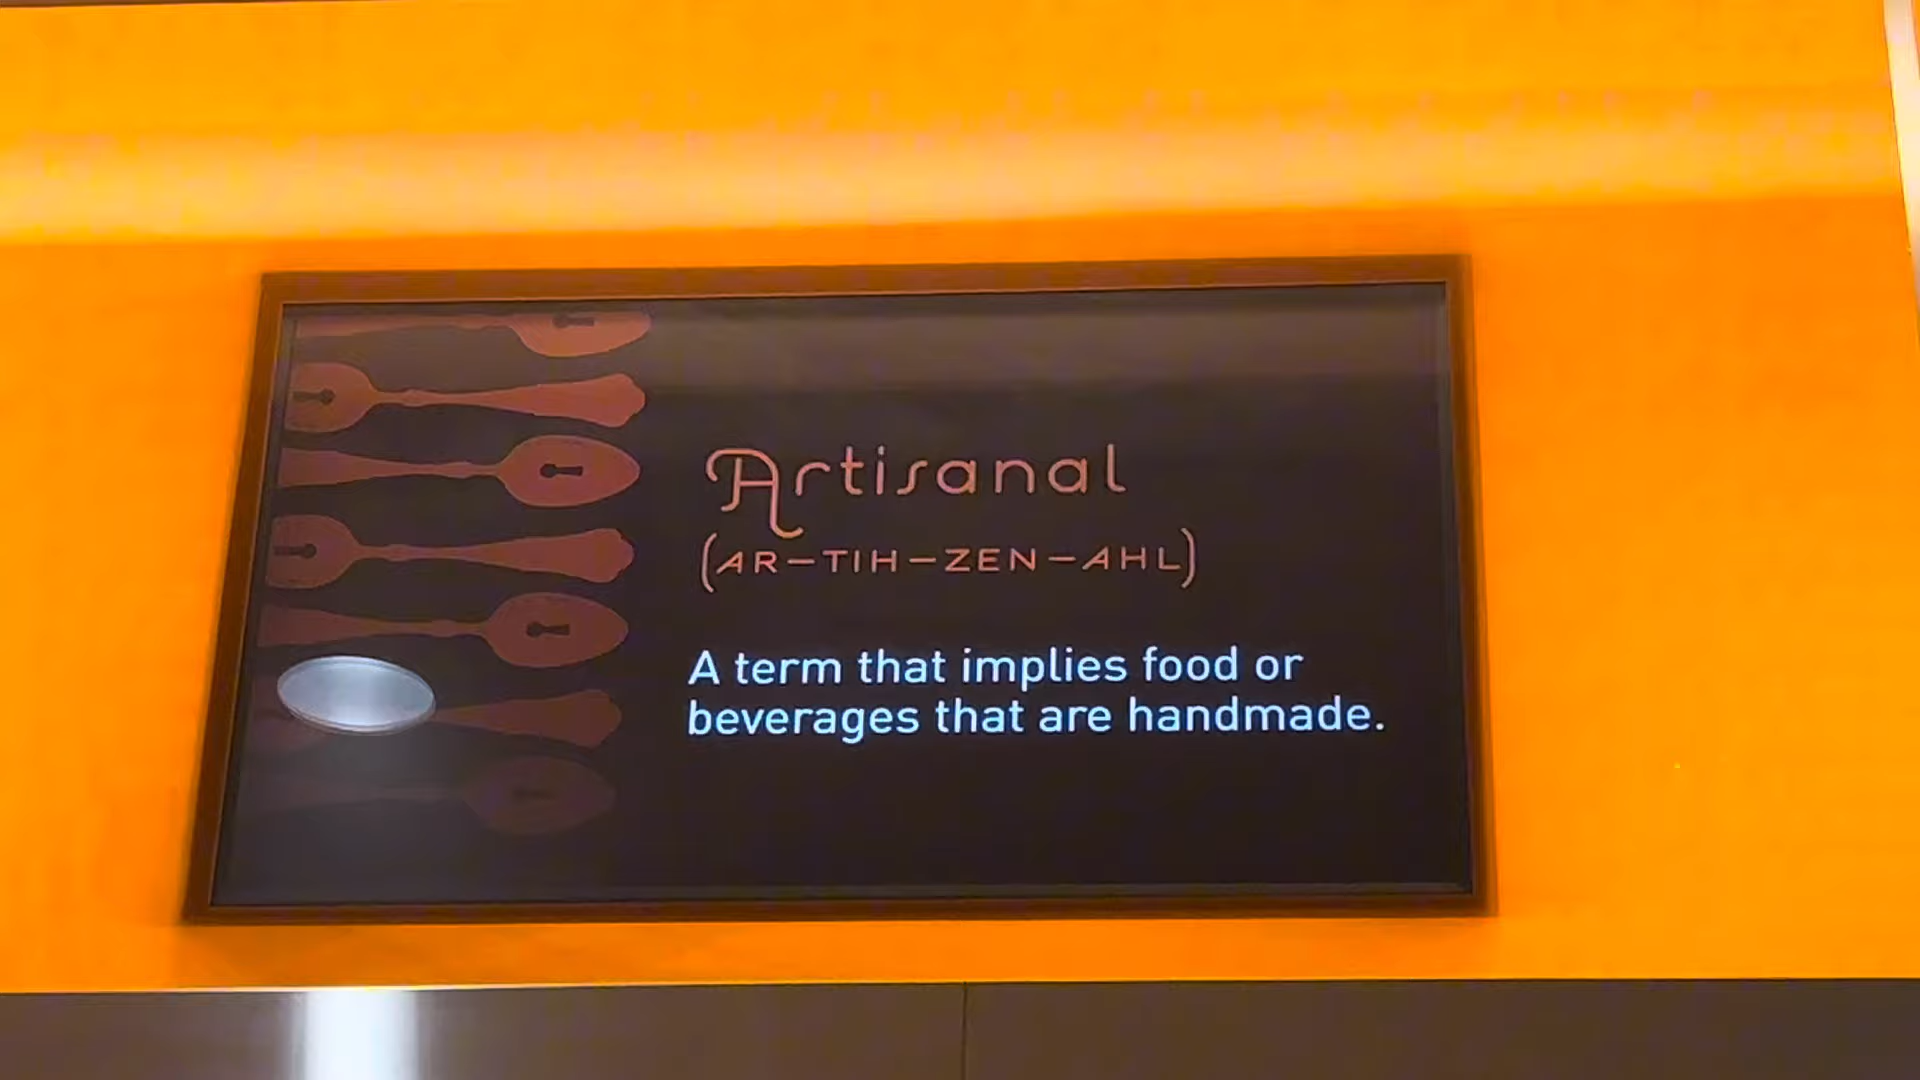 Artisanal
(AR-TIH-ZEN-AHL)
A term that implies food or
beverages that are handmade.